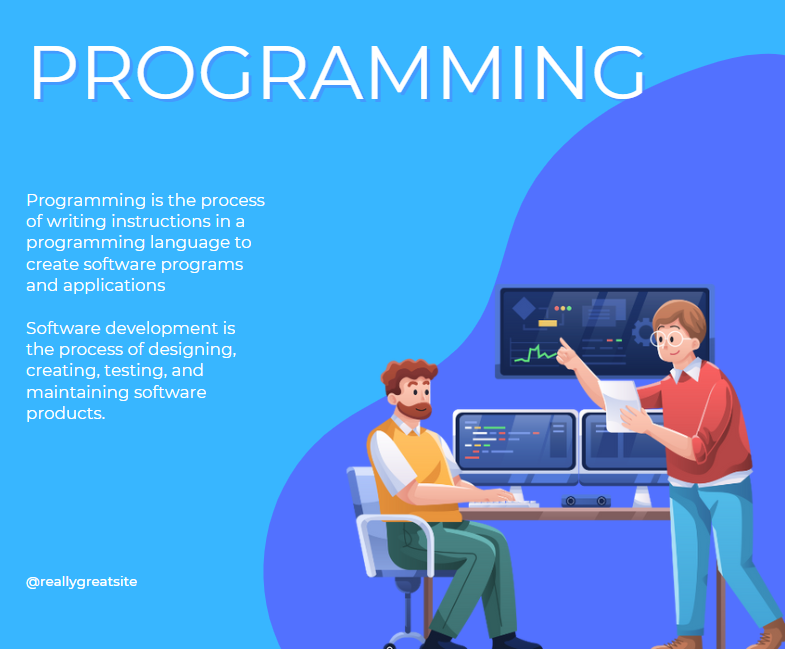 PROGRAMMING
Programming is the process
of writing instructions in a
programming language to
create software programs
and applications
Software development is
the process of designing,
creating, testing, and
maintaining software
products.
@reallygreatsite